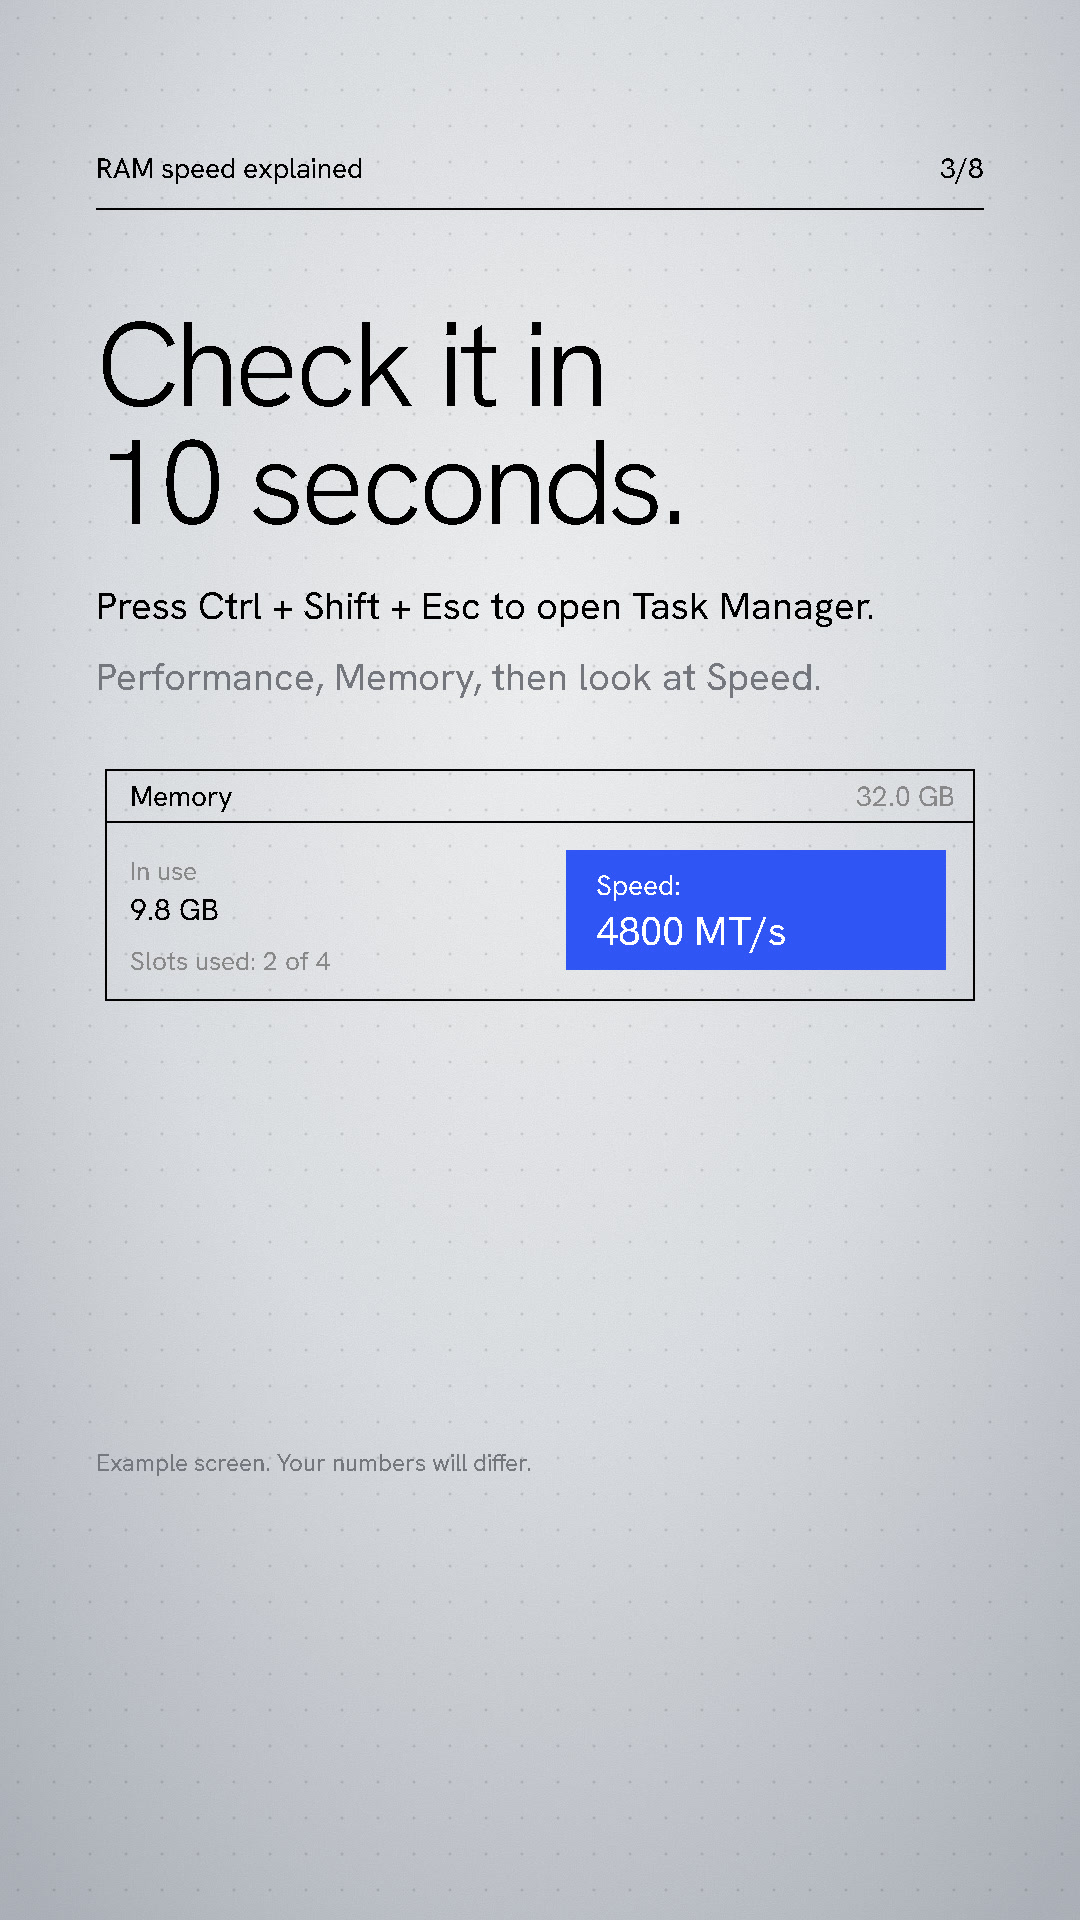 RAM speed explained
3/8
Check it in
10 seconds.
Press Ctrl + Shift + Esc to open Task Manager.
Performance, Memory, then look at Speed.
Memory
32.0 GB
In use
9.8 GB
Slots used: 2 of 4
Speed:
4800 MT/s
Example screen. Your numbers will differ.